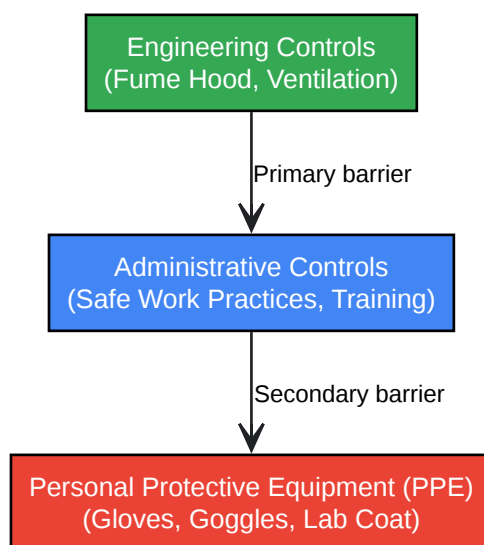 Engineering Controls
(Fume Hood, Ventilation)
Primary barrier
Administrative Controls
(Safe Work Practices, Training)
Secondary barrier
Personal Protective Equipment (PPE)
(Gloves, Goggles, Lab Coat)